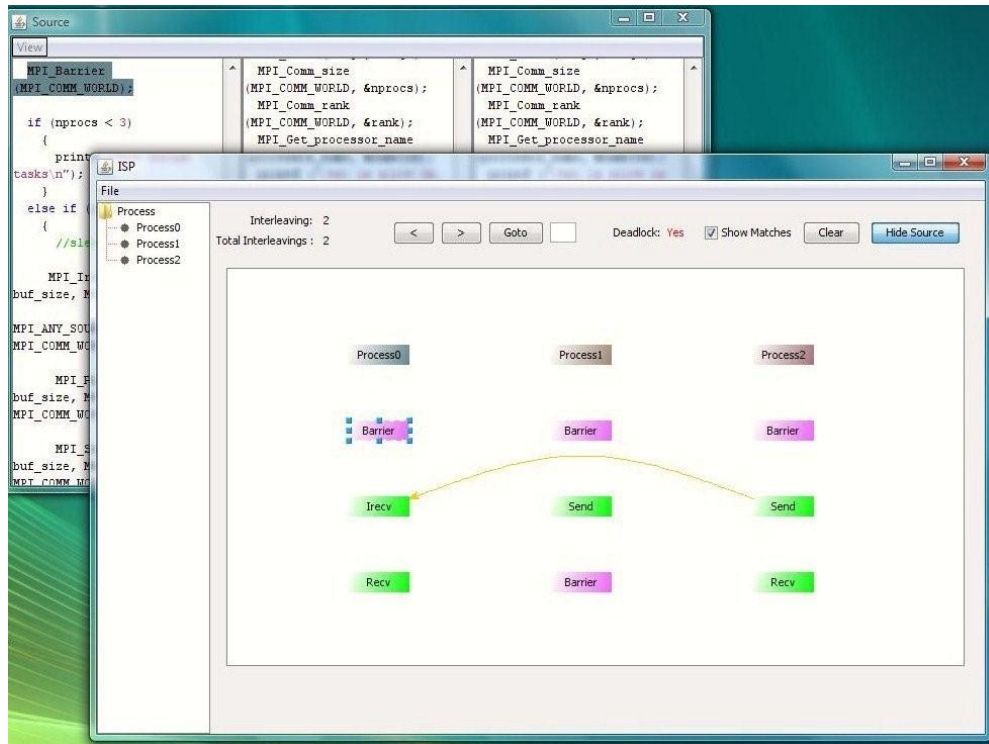 Source
View
MPI_Barrier
(MPI_COMM_WORLD);
if (nprocs < 3)
{
print
tasks\n");
}
else if (
{
//sle
MPI_Ir
buf_size, M
MPI_ANY_SOU
MPI_COMM_WO
MPI_R
buf_size, M
MPI_COMM_WO
MPI_S
buf_size, M
MPI_COMM_WO
MPI_Comm_size
(MPI_COMM_WORLD, &nprocs);
MPI_Comm_rank
(MPI_COMM_WORLD, &rank);
MPI_Get_processor_name
MPI_Comm_size
(MPI_COMM_WORLD, &nprocs);
MPI_Comm_rank
(MPI_COMM_WORLD, &rank);
MPI_Get_processor_name
ISP
File
Process
Process0
Process1
Process2
Interleaving: 2
Total Interleavings : 2
< > Goto Deadlock: Yes Show Matches Clear Hide Source
Process0 Process1 Process2
Barrier Barrier Barrier
Irecv Send Send
Recv Barrier Recv